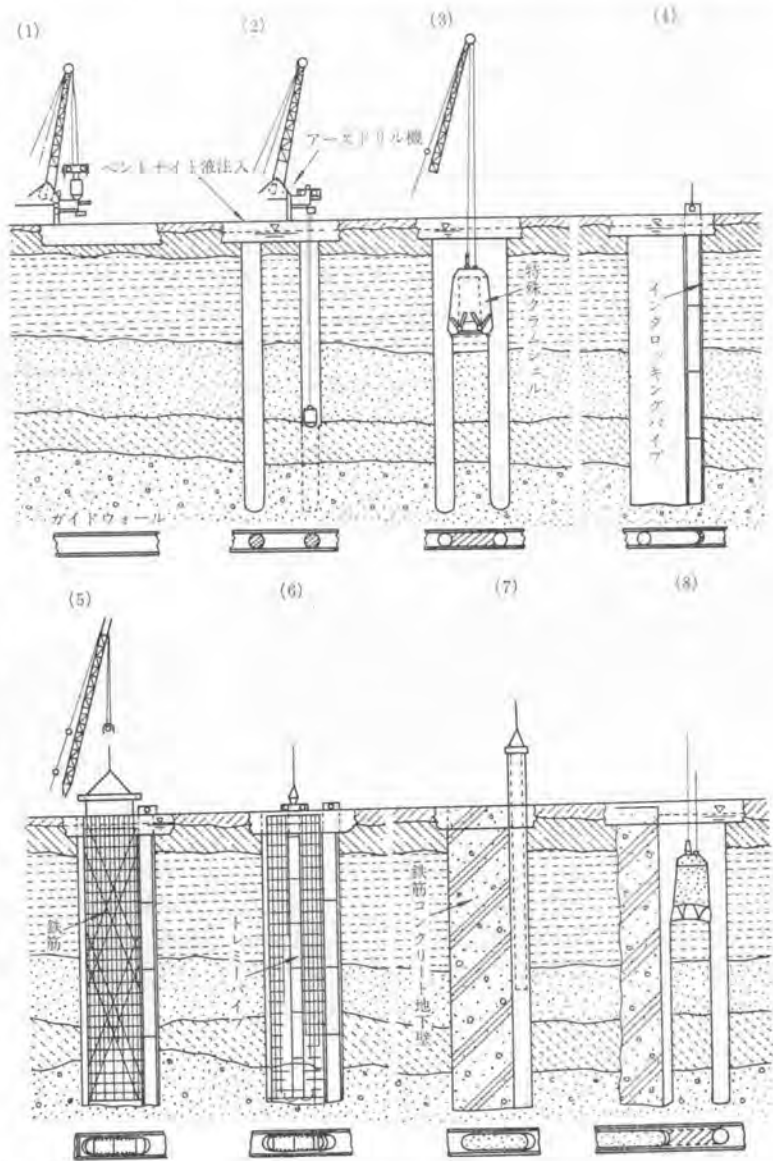 (1)
(2)
(3)
(4)
アースドリル機
ベントナイト液注入
特殊クラムシェル
インタロッキングパイプ
ガイドウォール
(5)
(6)
(7)
(8)
鉄筋
トレミーパイ
鉄筋コンクリート地下壁